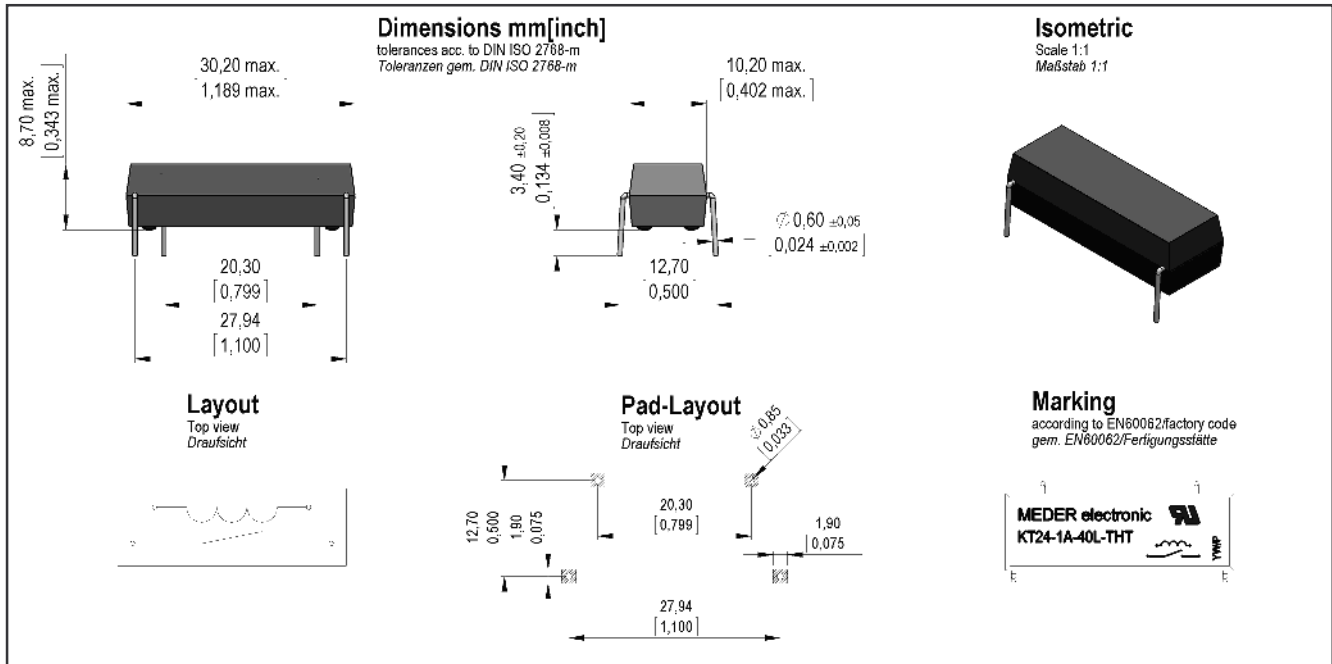 Dimensions mm[inch]
tolerances acc. to DIN ISO 2768-m
Toleranzen gem. DIN ISO 2768-m
Isometric
Scale 1:1
Maßstab 1:1
30,20 max.
1,189 max.
8,70 max.
0,343 max.
10,20 max.
[0,402 max.]
3,40 ±0,20
0,134 ±0,008
∅ 0,60 ±0,05
0,024 ±0,002
12,70
0,500
20,30
[0,799]
27,94
[1,100]
Layout
Top view
Draufsicht
Pad-Layout
Top view
Draufsicht
∅ 0,85
0,033
12,70
0,500
1,90
0,075
20,30
[0,799]
1,90
0,075
27,94
[1,100]
Marking
according to EN60062/factory code
gem. EN60062/Fertigungsstätte
MEDER electronic
KT24-1A-40L-THT